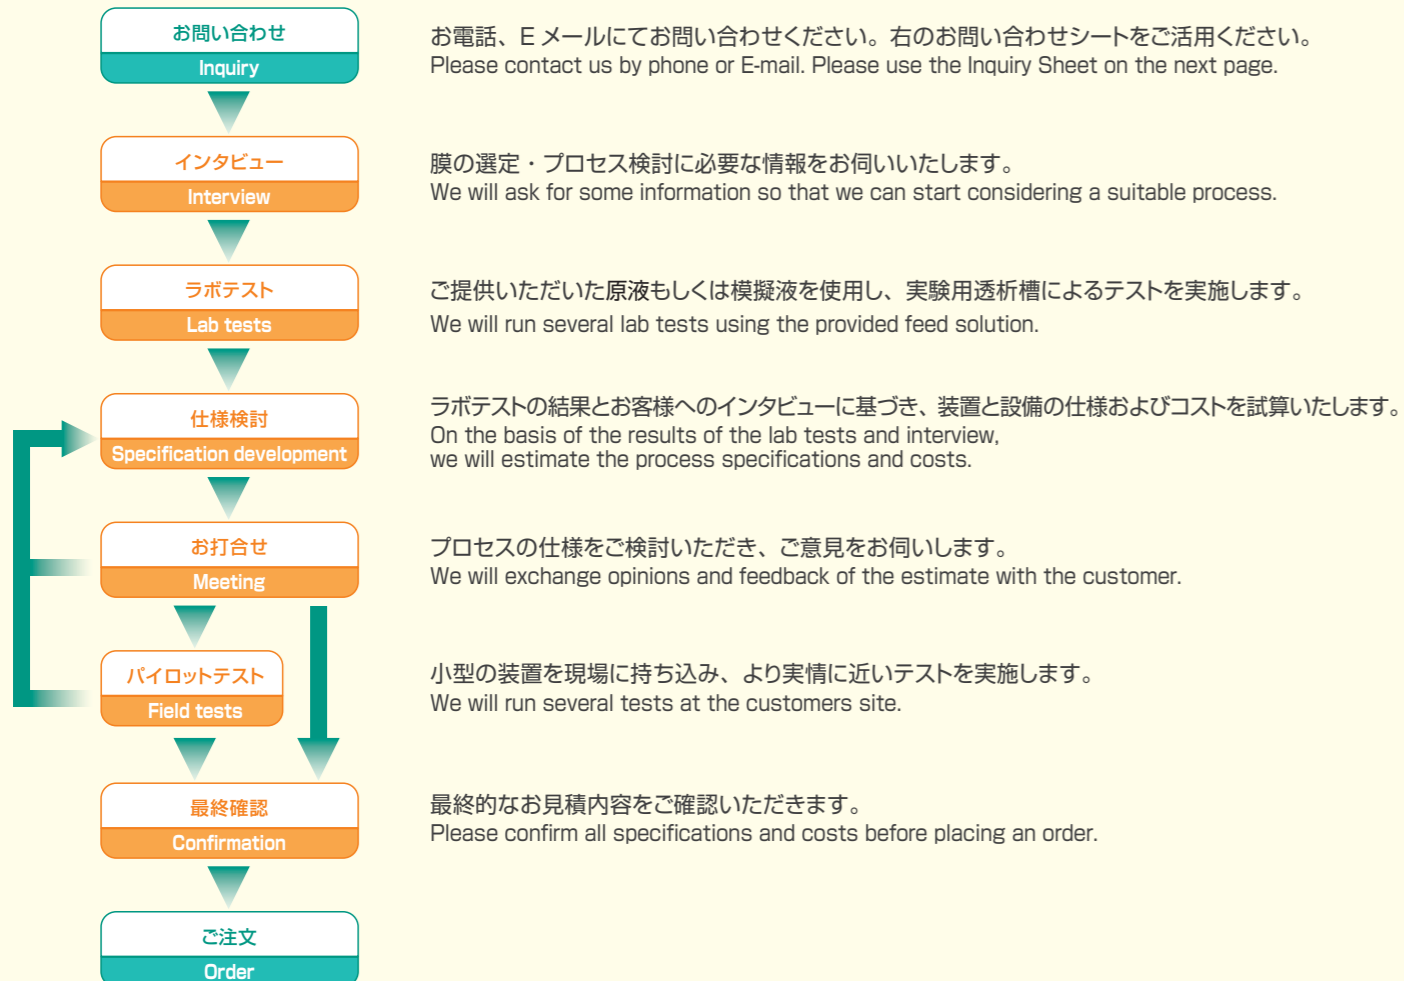 お問い合わせ
Inquiry
お電話、E メールにてお問い合わせください。右のお問い合わせシートをご活用ください。
Please contact us by phone or E-mail. Please use the Inquiry Sheet on the next page.
インタビュー
Interview
膜の選定・プロセス検討に必要な情報をお伺いいたします。
We will ask for some information so that we can start considering a suitable process.
ラボテスト
Lab tests
ご提供いただいた原液もしくは模擬液を使用し、実験用透析槽によるテストを実施します。
We will run several lab tests using the provided feed solution.
仕様検討
Specification development
ラボテストの結果とお客様へのインタビューに基づき、装置と設備の仕様およびコストを試算いたします。
On the basis of the results of the lab tests and interview,
we will estimate the process specifications and costs.
お打合せ
Meeting
プロセスの仕様をご検討いただき、ご意見をお伺いします。
We will exchange opinions and feedback of the estimate with the customer.
パイロットテスト
Field tests
小型の装置を現場に持ち込み、より実情に近いテストを実施します。
We will run several tests at the customers site.
最終確認
Confirmation
最終的なお見積内容をご確認いただきます。
Please confirm all specifications and costs before placing an order.
ご注文
Order